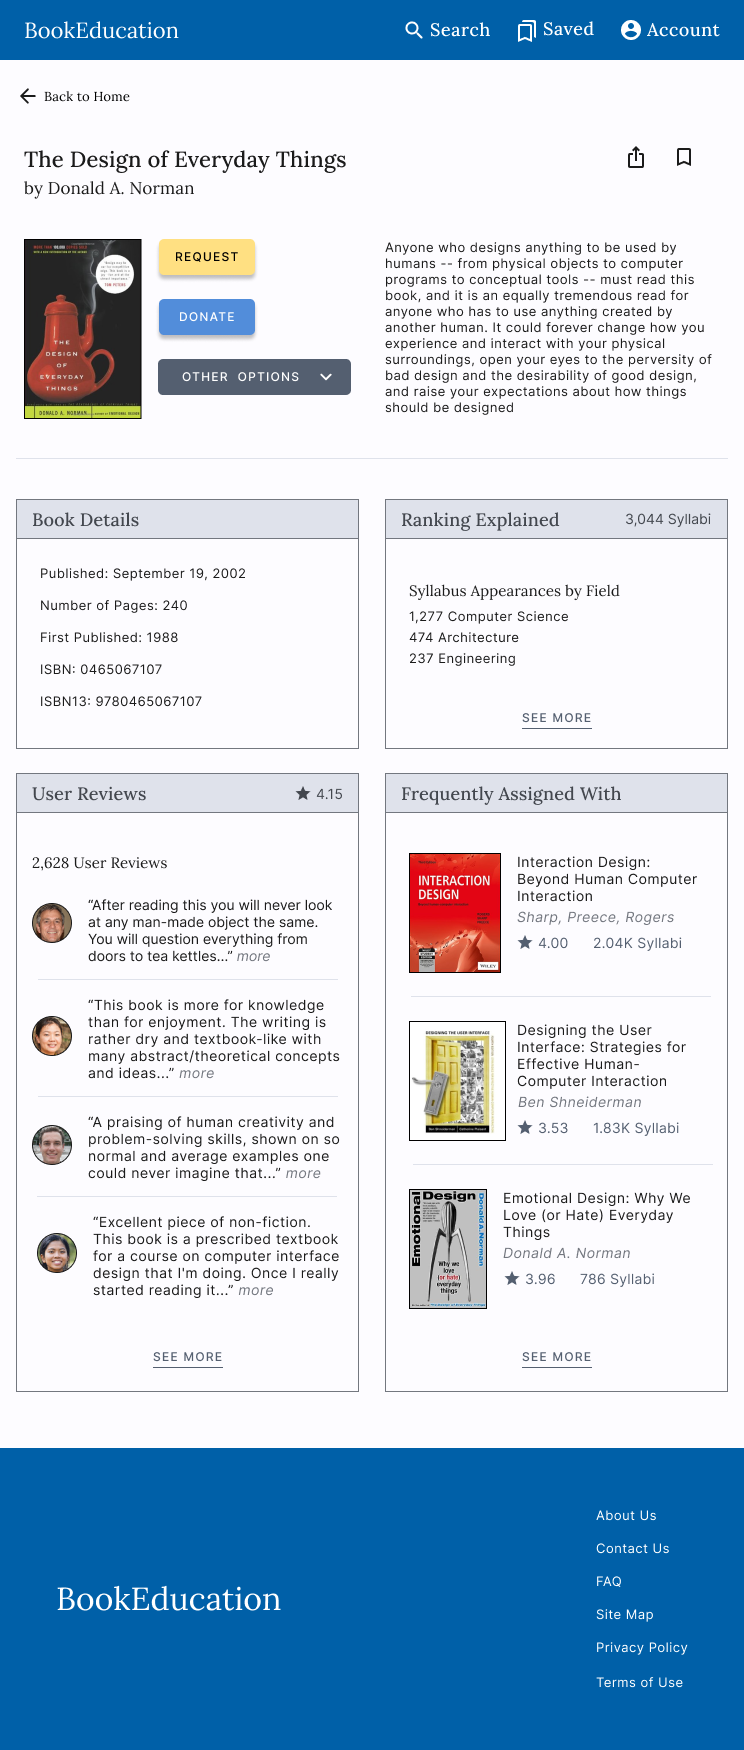 BookEducation
Search
Saved
Account
Back to Home
The Design of Everyday Things
by Donald A. Norman
THE
DESIGN
OF
EVERYDAY
THINGS
DONALD A. NORMAN
TOM PETERS
REQUEST
DONATE
OTHER OPTIONS
Anyone who designs anything to be used by
humans -- from physical objects to computer
programs to conceptual tools -- must read this
book, and it is an equally tremendous read for
anyone who has to use anything created by
another human. It could forever change how you
experience and interact with your physical
surroundings, open your eyes to the perversity of
bad design and the desirability of good design,
and raise your expectations about how things
should be designed
Book Details
Published: September 19, 2002
Number of Pages: 240
First Published: 1988
ISBN: 0465067107
ISBN13: 9780465067107
Ranking Explained
3,044 Syllabi
Syllabus Appearances by Field
1,277 Computer Science
474 Architecture
237 Engineering
SEE MORE
User Reviews
4.15
2,628 User Reviews
“After reading this you will never look
at any man-made object the same.
You will question everything from
doors to tea kettles...” more
“This book is more for knowledge
than for enjoyment. The writing is
rather dry and textbook-like with
many abstract/theoretical concepts
and ideas...” more
“A praising of human creativity and
problem-solving skills, shown on so
normal and average examples one
could never imagine that...” more
“Excellent piece of non-fiction.
This book is a prescribed textbook
for a course on computer interface
design that I'm doing. Once I really
started reading it...” more
SEE MORE
Frequently Assigned With
INTERACTION
DESIGN
WILEY
Interaction Design:
Beyond Human Computer
Interaction
Sharp, Preece, Rogers
4.00
2.04K Syllabi
DESIGNING THE USER INTERFACE
Ben Shneiderman
Designing the User
Interface: Strategies for
Effective Human-
Computer Interaction
Ben Shneiderman
3.53
1.83K Syllabi
Emotional
Design
Donald A. Norman
Why we
love
(or hate)
everyday
things
Emotional Design: Why We
Love (or Hate) Everyday
Things
Donald A. Norman
3.96
786 Syllabi
SEE MORE
BookEducation
About Us
Contact Us
FAQ
Site Map
Privacy Policy
Terms of Use